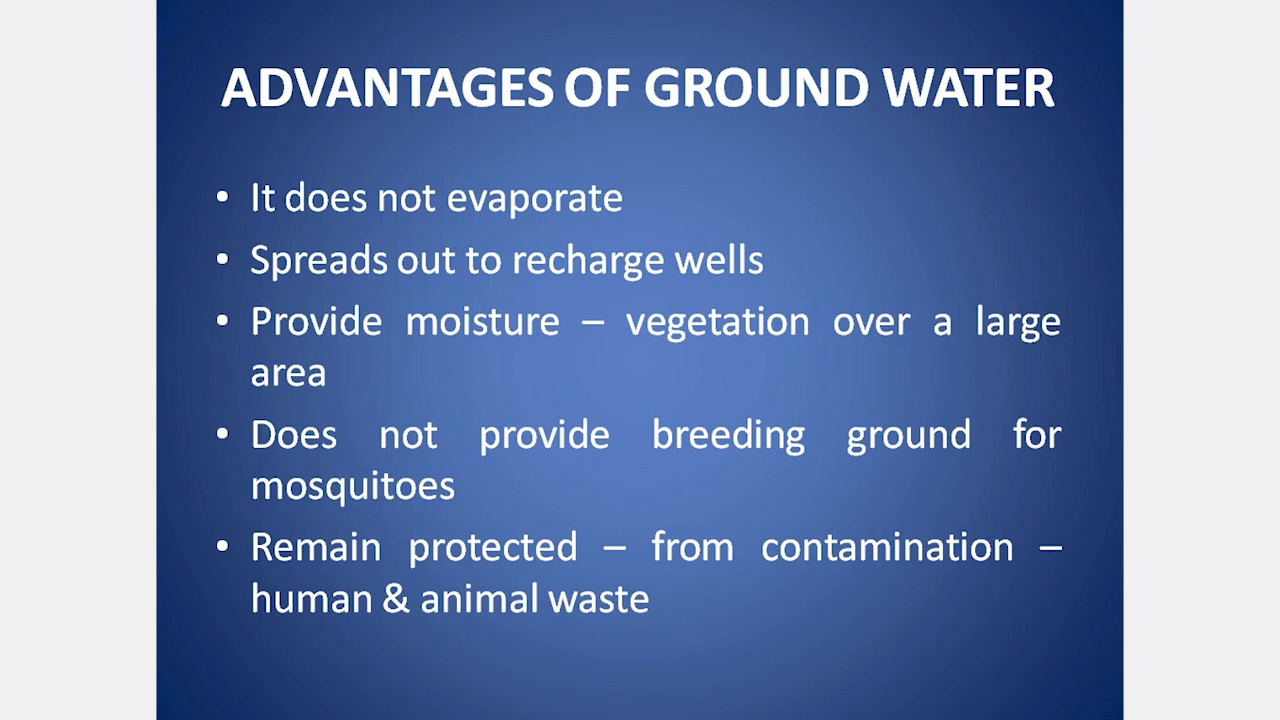 ADVANTAGES OF GROUND WATER
• It does not evaporate
• Spreads out to recharge wells
• Provide moisture – vegetation over a large
area
• Does not provide breeding ground for
mosquitoes
• Remain protected – from contamination –
human & animal waste